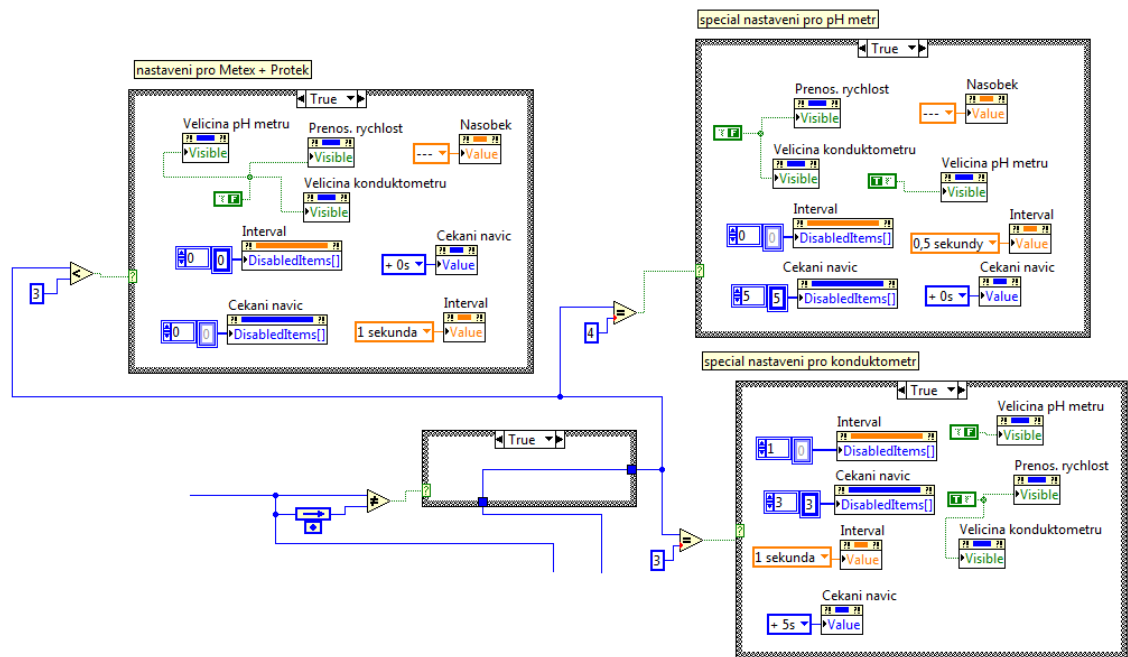 nastaveni pro Metex + Protek
True
Velicina pH metru
Visible
Prenos. rychlost
Visible
Nasobek
---
Value
Velicina konduktometru
Visible
F
Interval
0
0
DisabledItems[]
Cekani navic
+ 0s
Value
Cekani navic
0
0
DisabledItems[]
Interval
1 sekunda
Value
?
<
3
special nastaveni pro pH metr
True
Prenos. rychlost
Visible
Nasobek
---
Value
F
Velicina konduktometru
Visible
Velicina pH metru
T
Visible
Interval
0
0
DisabledItems[]
Interval
0,5 sekundy
Value
Cekani navic
5
5
DisabledItems[]
Cekani navic
+ 0s
Value
?
=
4
special nastaveni pro konduktometr
True
Interval
1
0
DisabledItems[]
Velicina pH metru
F
Visible
Cekani navic
3
3
DisabledItems[]
Prenos. rychlost
T
Visible
Interval
1 sekunda
Value
Velicina konduktometru
Visible
Cekani navic
+ 5s
Value
?
=
3
True
?
≠